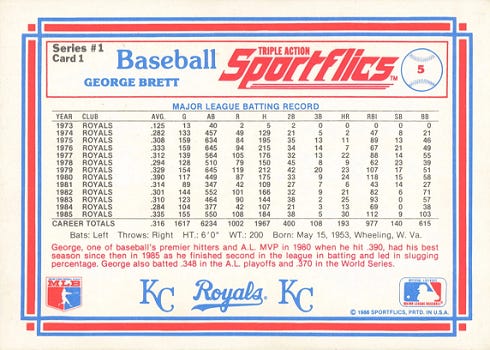 Series #1
Card 1
Baseball
GEORGE BRETT
TRIPLE ACTION
Sportflics™
5
MAJOR LEAGUE BATTING RECORD
YEAR CLUB AVG. G AB R H 2B 3B HR RBI SB BB
1973 ROYALS .125 13 40 2 5 2 0 0 0 0 0
1974 ROYALS .282 133 457 49 129 21 5 2 47 8 21
1975 ROYALS .308 159 634 84 195 35 13 11 89 13 46
1976 ROYALS .333 159 645 94 215 34 14 7 67 21 49
1977 ROYALS .312 139 564 105 176 32 13 22 88 14 55
1978 ROYALS .294 128 510 79 150 45 8 9 62 23 39
1979 ROYALS .329 154 645 119 212 42 20 23 107 17 51
1980 ROYALS .390 117 449 87 175 33 9 24 118 15 58
1981 ROYALS .314 89 347 42 109 27 7 6 43 14 27
1982 ROYALS .301 144 552 101 166 32 9 21 82 6 71
1983 ROYALS .310 123 464 90 144 38 2 25 93 0 57
1984 ROYALS .284 104 377 42 107 21 3 13 69 0 38
1985 ROYALS .335 155 550 108 184 38 5 30 112 9 103
CAREER TOTALS .316 1617 6234 1002 1967 400 108 193 977 140 615
Bats: Left Throws: Right HT.: 6'0" WT.: 200 Born: May 15, 1953, Wheeling, W. Va.
George, one of baseball's premier hitters and A.L. MVP in 1980 when he hit .390, had his best
season since then in 1985 as he finished second in the league in batting and led in slugging
percentage. George also batted .348 in the A.L. playoffs and .370 in the World Series.
MLB
KC Royals KC
MAJOR LEAGUE BASEBALL
© 1986 SPORTFLICS, PRTD. IN U.S.A.